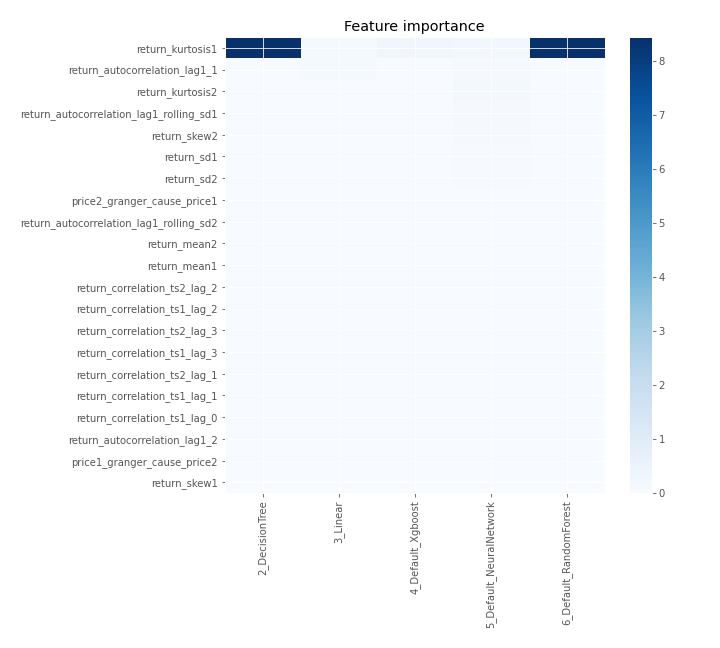 Feature importance
return_kurtosis1
return_autocorrelation_lag1_1
return_kurtosis2
return_autocorrelation_lag1_rolling_sd1
return_skew2
return_sd1
return_sd2
price2_granger_cause_price1
return_autocorrelation_lag1_rolling_sd2
return_mean2
return_mean1
return_correlation_ts2_lag_2
return_correlation_ts1_lag_2
return_correlation_ts2_lag_3
return_correlation_ts1_lag_3
return_correlation_ts2_lag_1
return_correlation_ts1_lag_1
return_correlation_ts1_lag_0
return_autocorrelation_lag1_2
price1_granger_cause_price2
return_skew1
2_DecisionTree
3_Linear
4_Default_Xgboost
5_Default_NeuralNetwork
6_Default_RandomForest
8
7
6
5
4
3
2
1
0